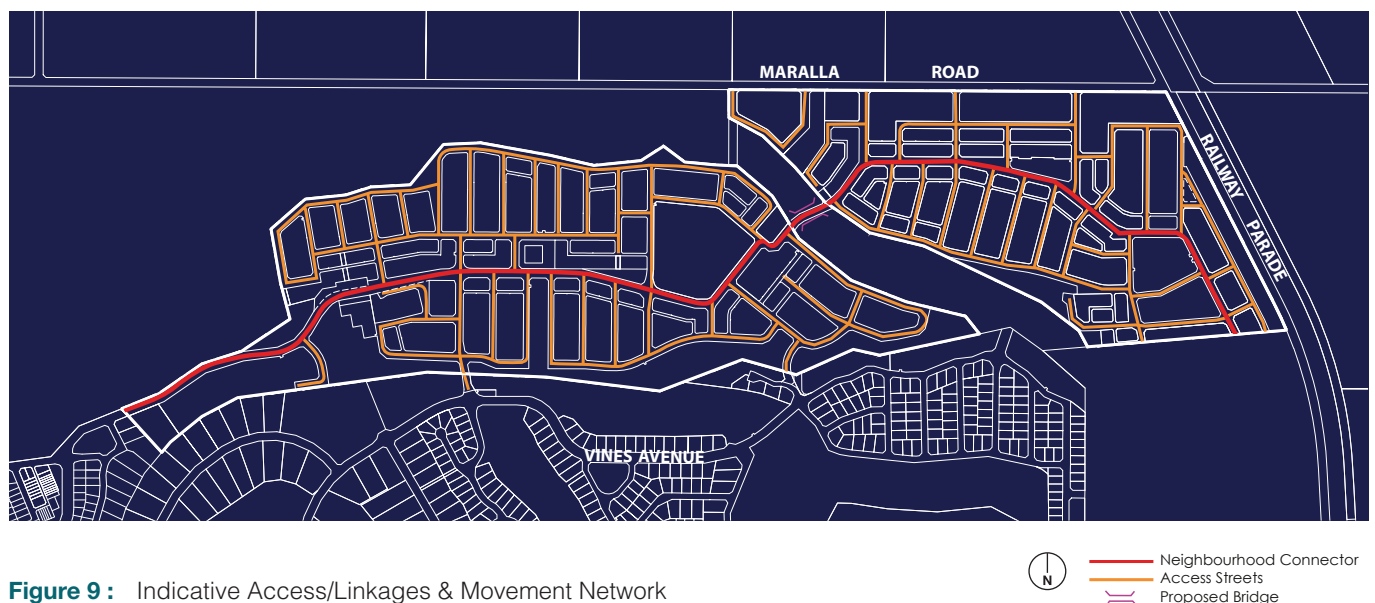 MARALLA ROAD
RAILWAY PARADE
VINES AVENUE
N
Neighbourhood Connector
Access Streets
Proposed Bridge
Figure 9 : Indicative Access/Linkages & Movement Network